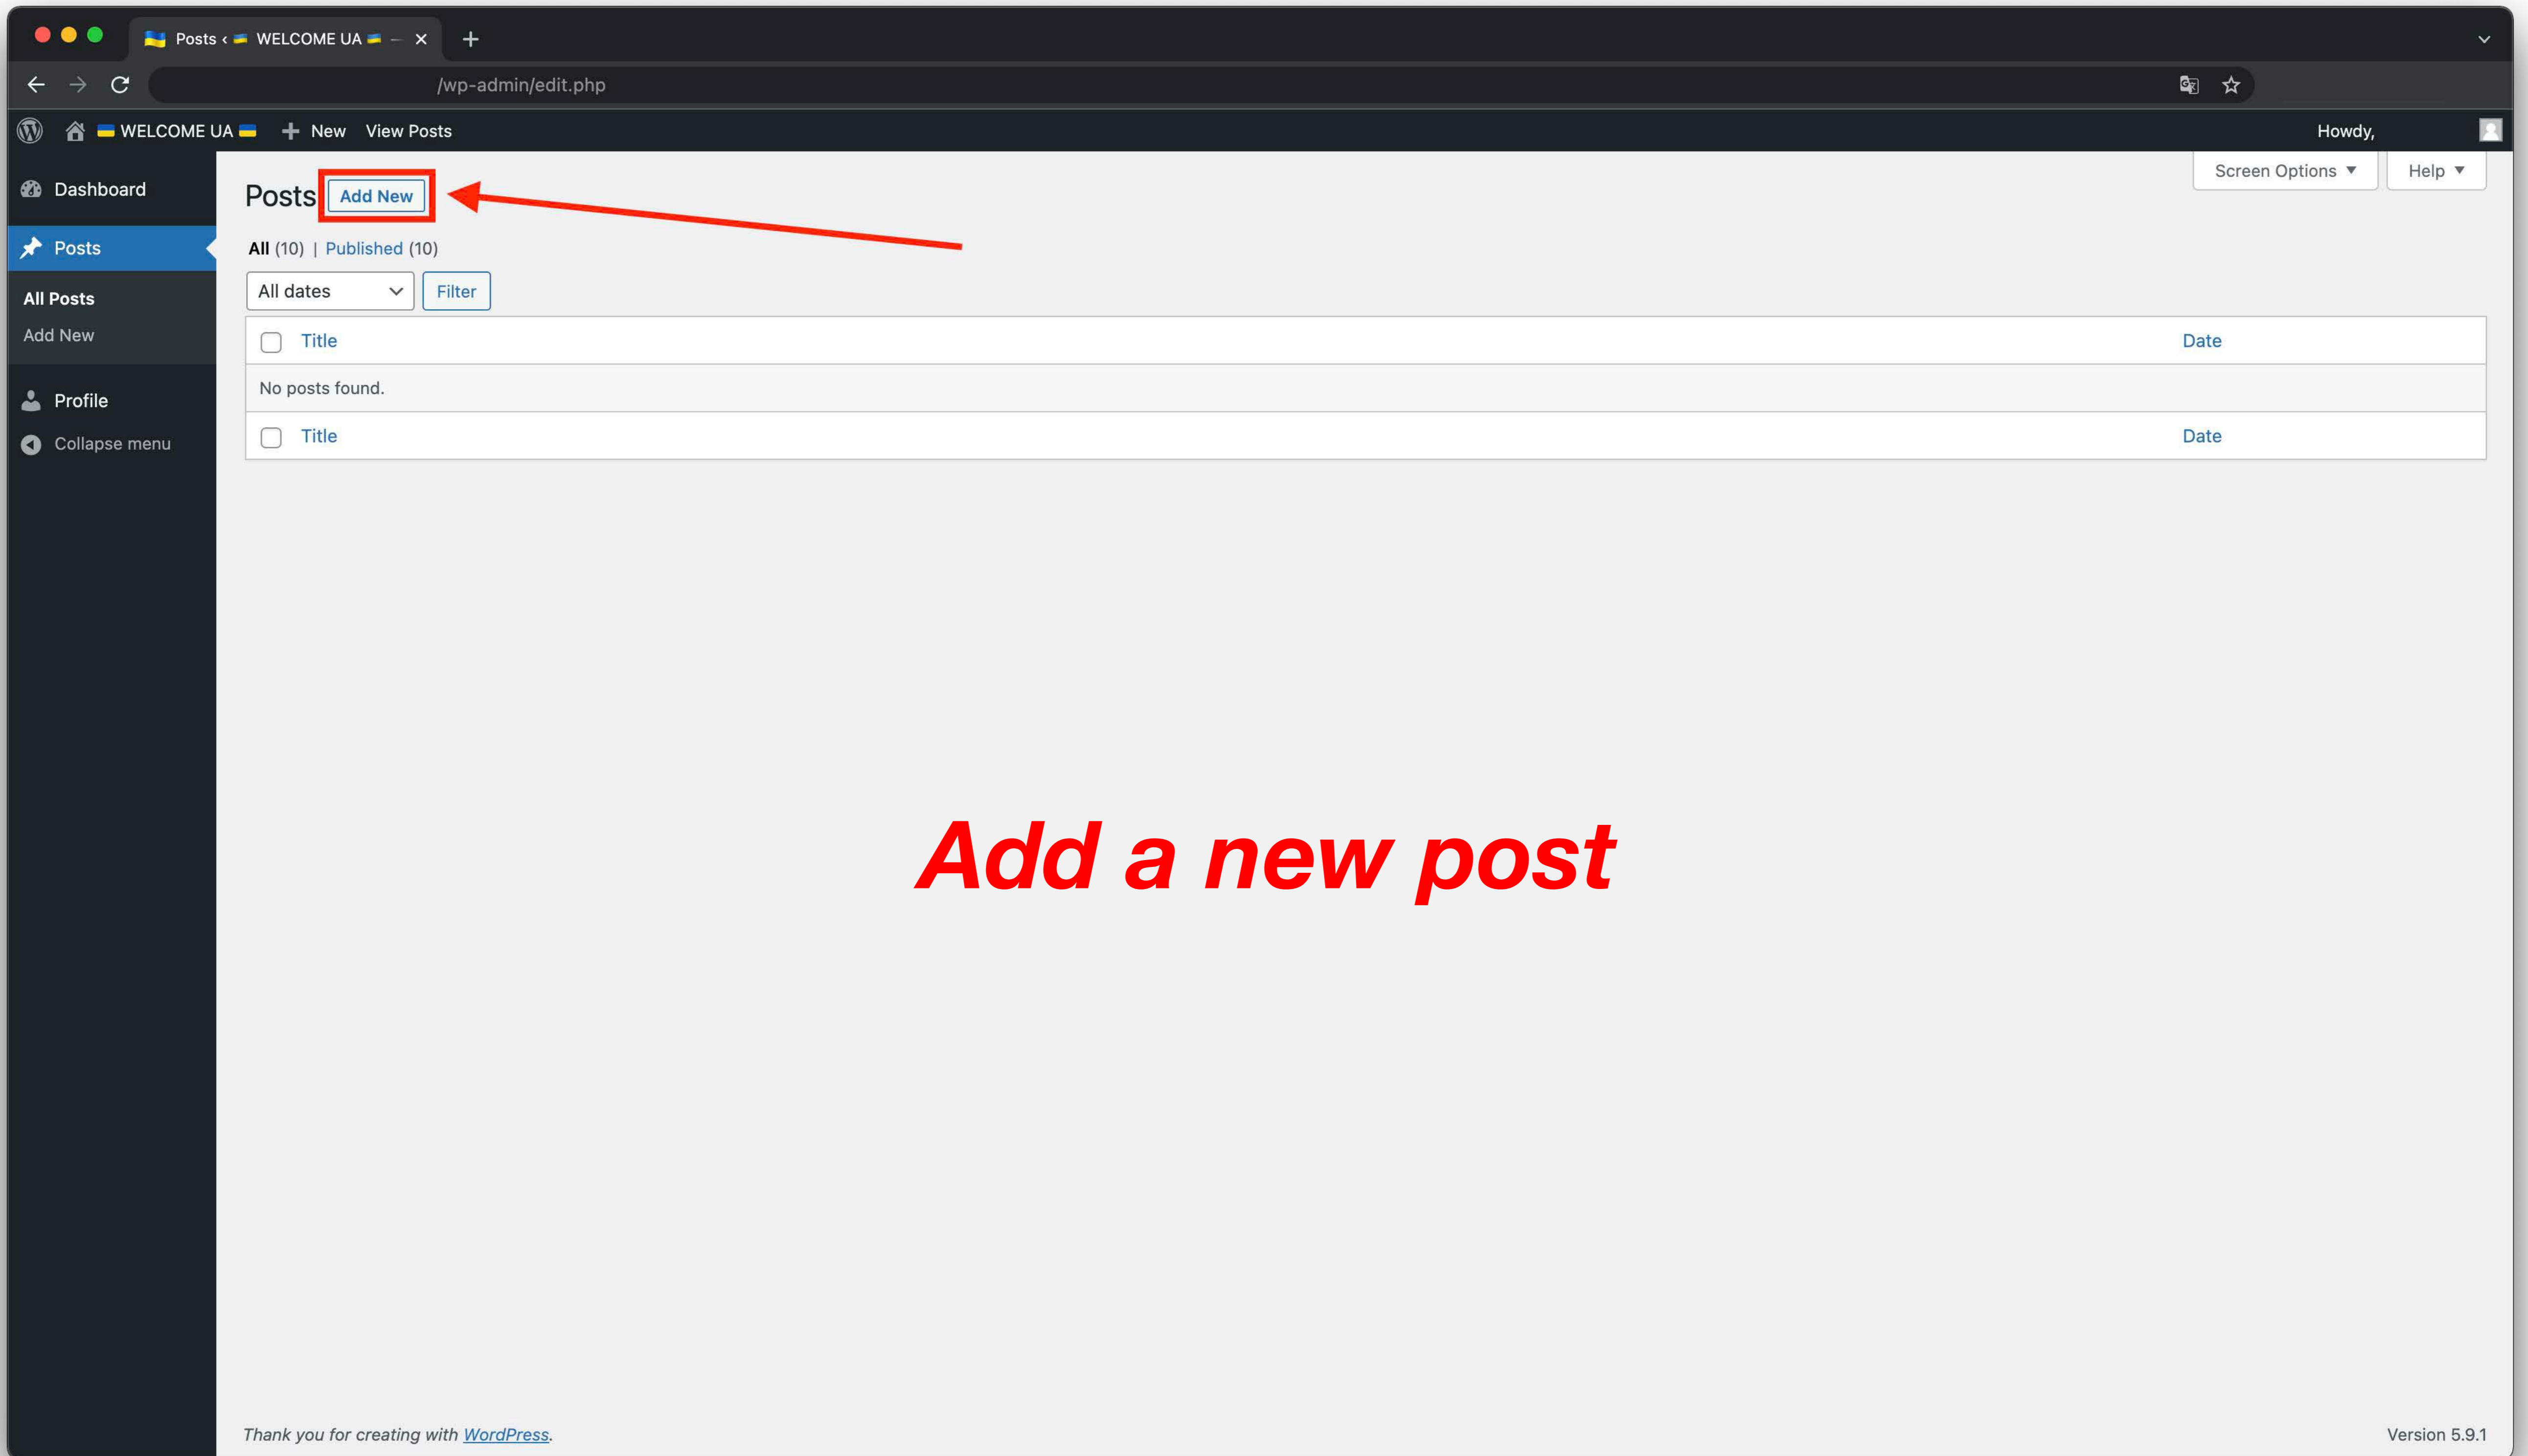 Posts ‹ 🇺🇦 WELCOME UA 🇺🇦 —
/wp-admin/edit.php
WELCOME UA
New
View Posts
Howdy,
Dashboard
Posts
All Posts
Add New
Profile
Collapse menu
Screen Options ▼
Help ▼
Posts
Add New
All (10) | Published (10)
All dates
Filter
Title Date
No posts found.
Title Date
Add a new post
Thank you for creating with WordPress.
Version 5.9.1